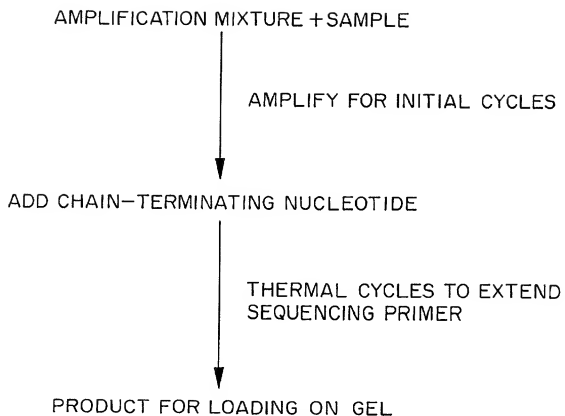 AMPLIFICATION MIXTURE + SAMPLE
AMPLIFY FOR INITIAL CYCLES
ADD CHAIN-TERMINATING NUCLEOTIDE
THERMAL CYCLES TO EXTEND
SEQUENCING PRIMER
PRODUCT FOR LOADING ON GEL